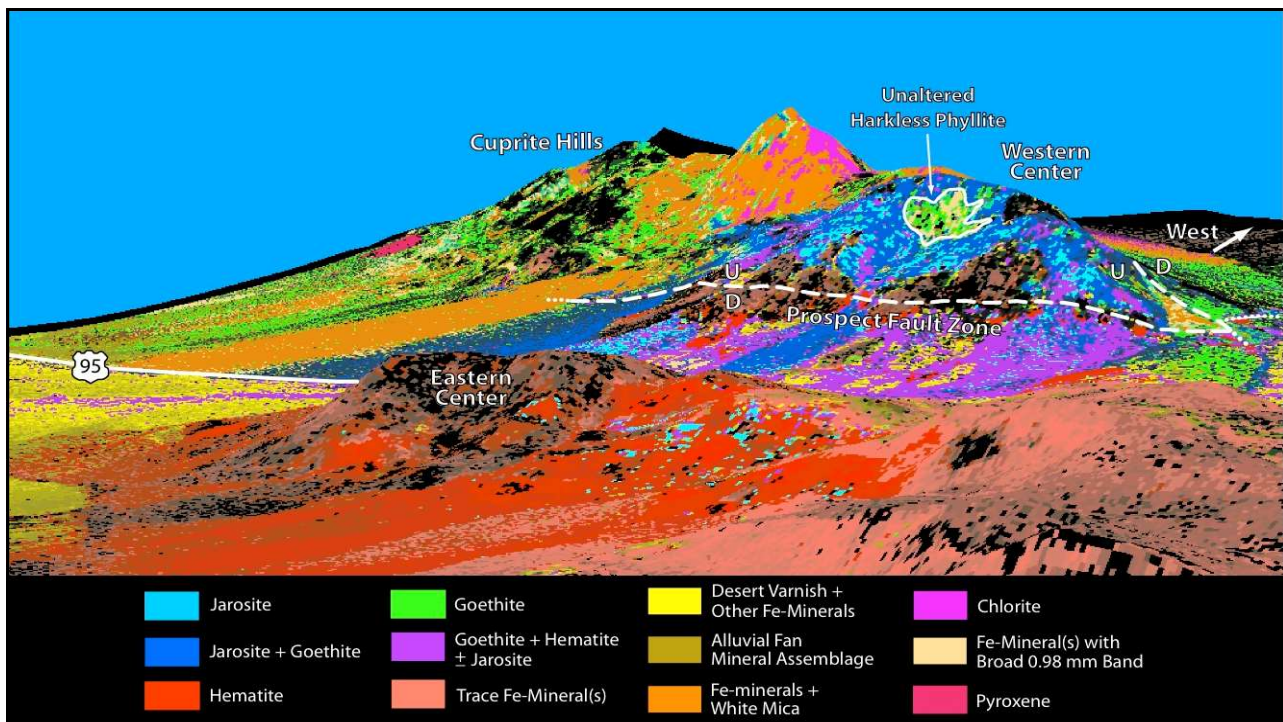 Unaltered
Harkless Phyllite
Cuprite Hills
Western
Center
West
U
D
U
D
Prospect Fault Zone
95
Eastern
Center
Jarosite
Goethite
Desert Varnish +
Other Fe-Minerals
Chlorite
Jarosite + Goethite
Goethite + Hematite
± Jarosite
Alluvial Fan
Mineral Assemblage
Fe-Mineral(s) with
Broad 0.98 mm Band
Hematite
Trace Fe-Mineral(s)
Fe-minerals +
White Mica
Pyroxene